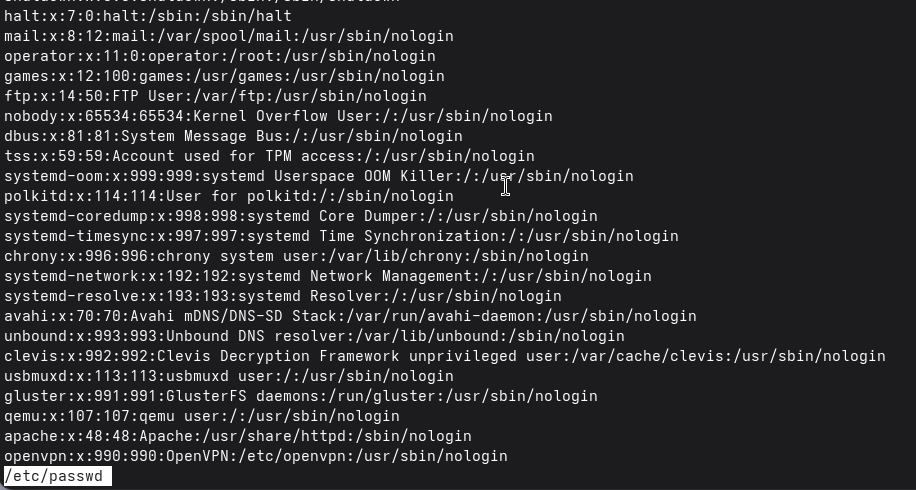 halt:x:7:0:halt:/sbin:/sbin/halt
mail:x:8:12:mail:/var/spool/mail:/usr/sbin/nologin
operator:x:11:0:operator:/root:/usr/sbin/nologin
games:x:12:100:games:/usr/games:/usr/sbin/nologin
ftp:x:14:50:FTP User:/var/ftp:/usr/sbin/nologin
nobody:x:65534:65534:Kernel Overflow User:/:/usr/sbin/nologin
dbus:x:81:81:System Message Bus:/:/usr/sbin/nologin
tss:x:59:59:Account used for TPM access:/:/usr/sbin/nologin
systemd-oom:x:999:999:systemd Userspace OOM Killer:/:/usr/sbin/nologin
polkitd:x:114:114:User for polkitd:/:/sbin/nologin
systemd-coredump:x:998:998:systemd Core Dumper:/:/usr/sbin/nologin
systemd-timesync:x:997:997:systemd Time Synchronization:/:/usr/sbin/nologin
chrony:x:996:996:chrony system user:/var/lib/chrony:/sbin/nologin
systemd-network:x:192:192:systemd Network Management:/:/usr/sbin/nologin
systemd-resolve:x:193:193:systemd Resolver:/:/usr/sbin/nologin
avahi:x:70:70:Avahi mDNS/DNS-SD Stack:/var/run/avahi-daemon:/usr/sbin/nologin
unbound:x:993:993:Unbound DNS resolver:/var/lib/unbound:/sbin/nologin
clevis:x:992:992:Clevis Decryption Framework unprivileged user:/var/cache/clevis:/usr/sbin/nologin
usbmuxd:x:113:113:usbmuxd user:/:/sbin/nologin
gluster:x:991:991:GlusterFS daemons:/run/gluster:/sbin/nologin
qemu:x:107:107:qemu user:/:/sbin/nologin
apache:x:48:48:Apache:/usr/share/httpd:/sbin/nologin
openvpn:x:990:990:OpenVPN:/etc/openvpn:/usr/sbin/nologin
/etc/passwd